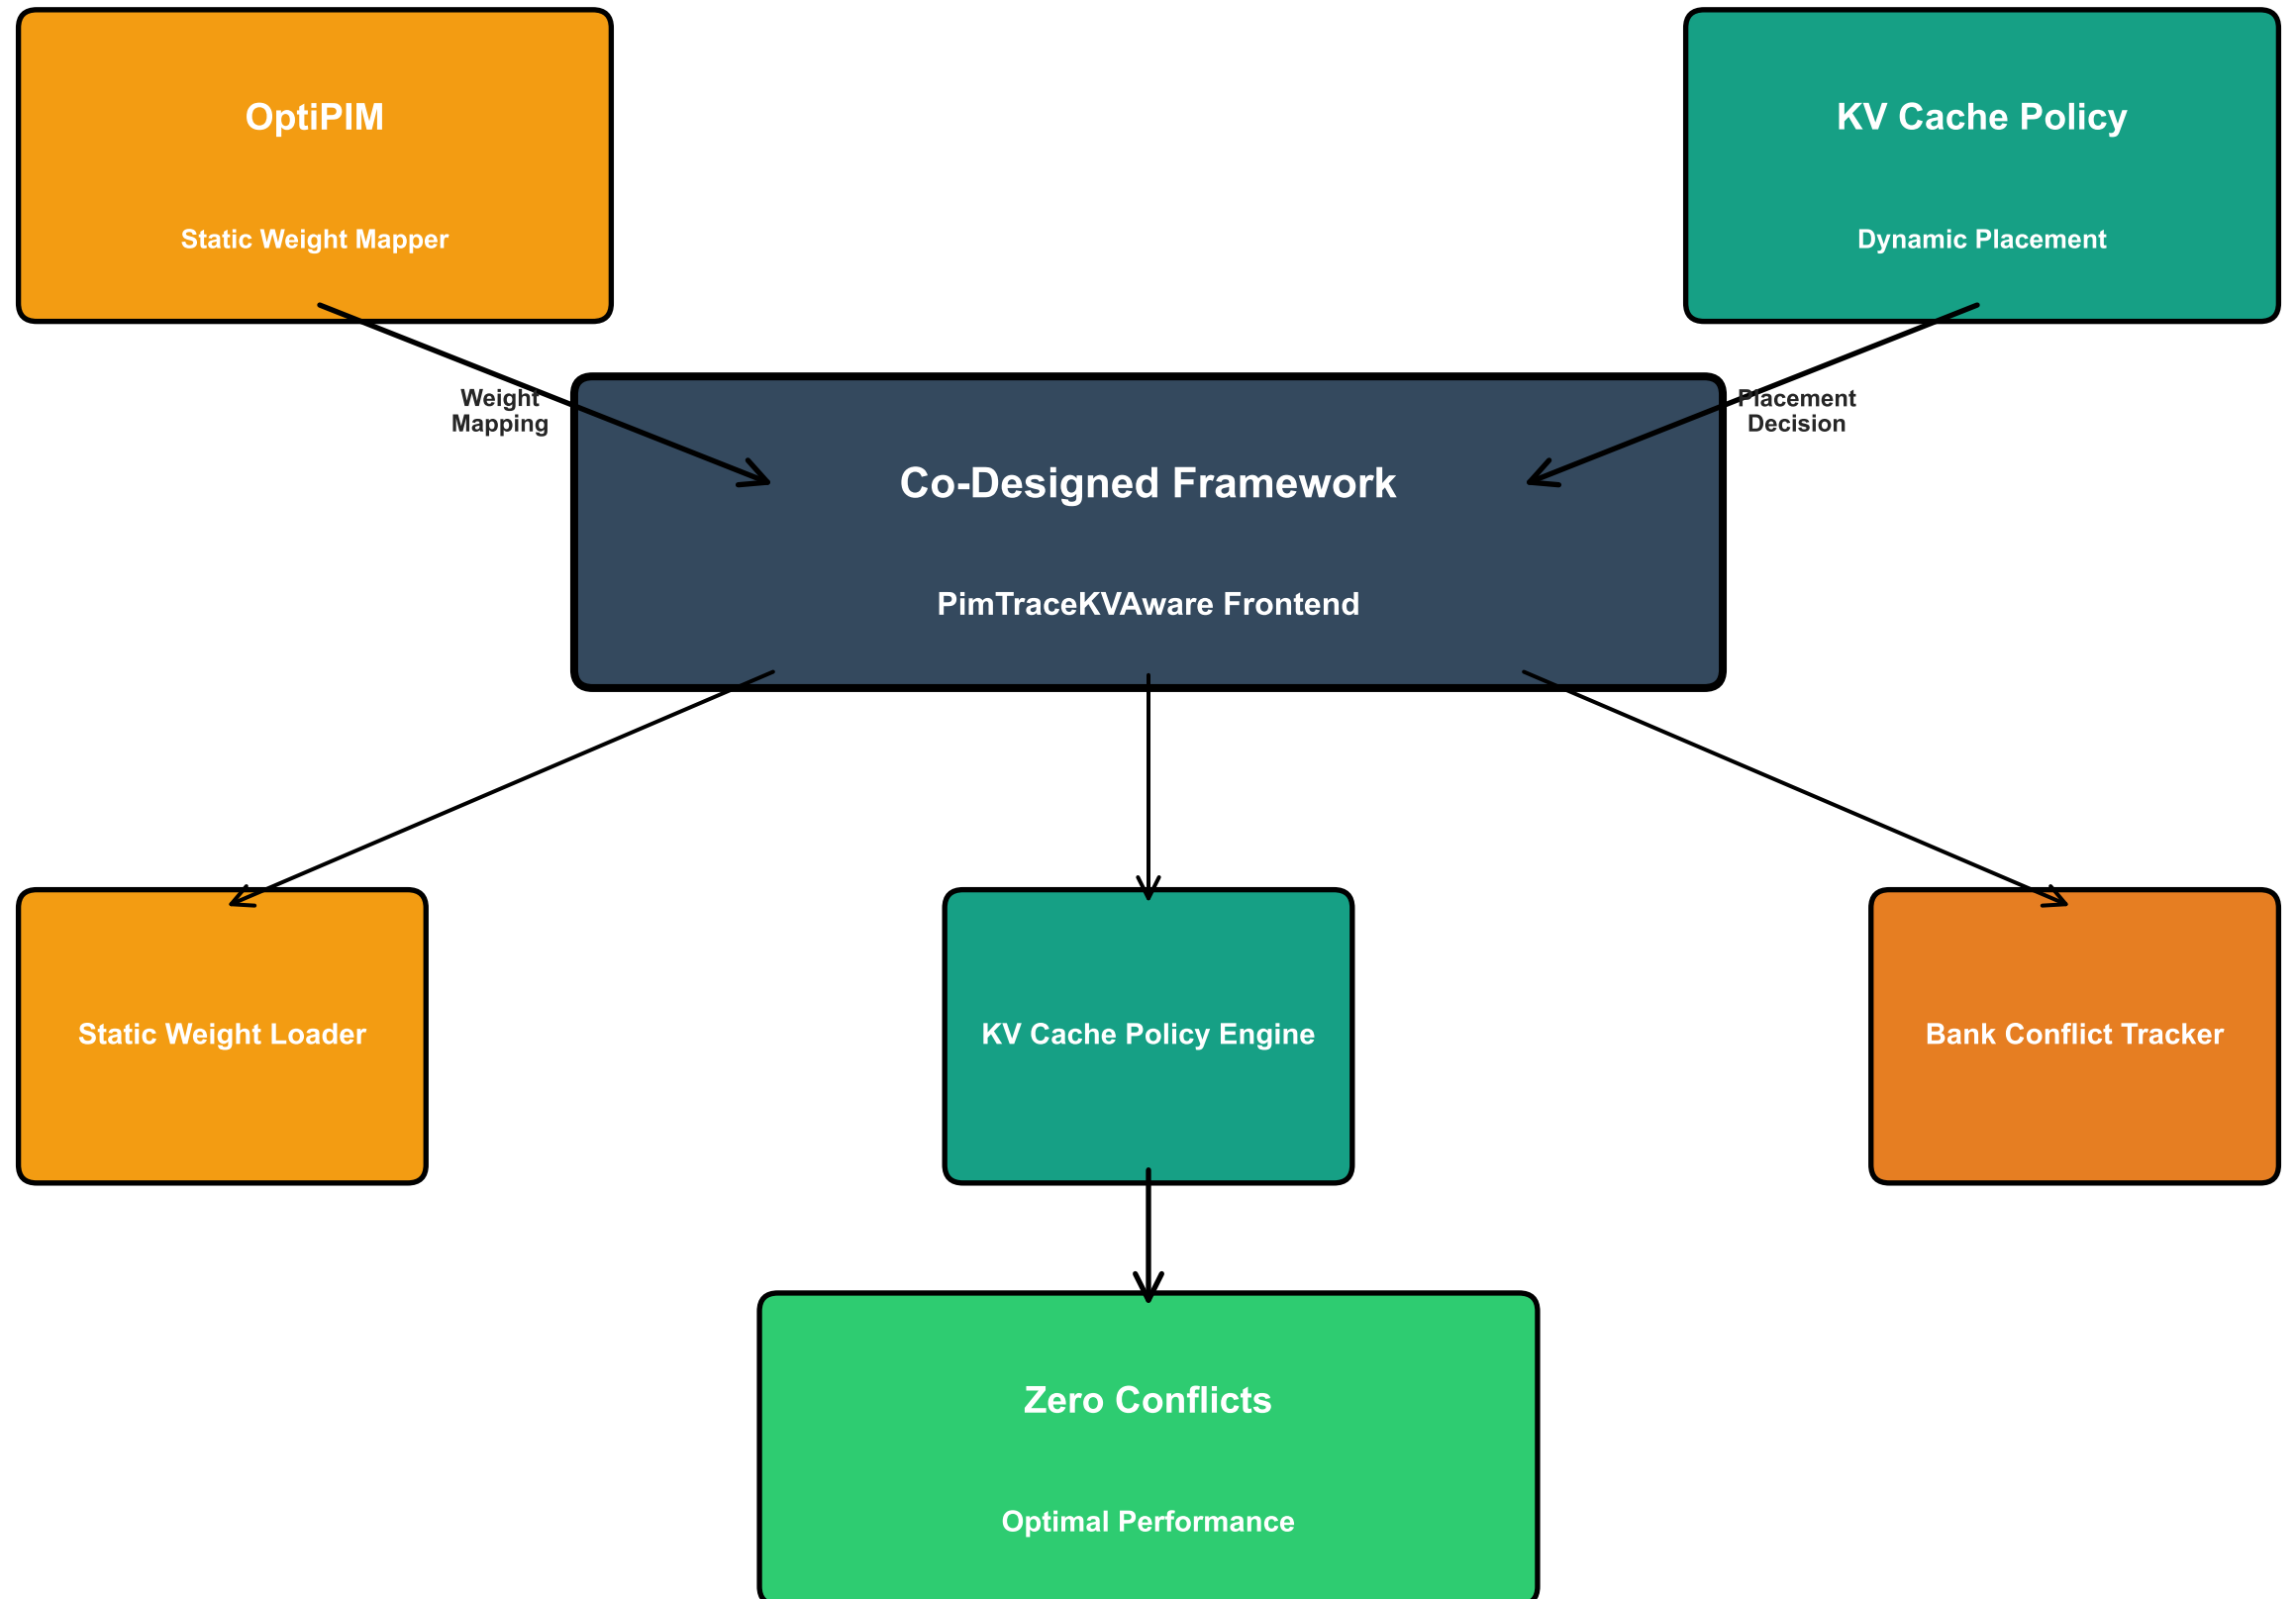 OptiPIM
Static Weight Mapper
KV Cache Policy
Dynamic Placement
Weight
Mapping
Placement
Decision
Co-Designed Framework
PimTraceKVAware Frontend
Static Weight Loader
KV Cache Policy Engine
Bank Conflict Tracker
Zero Conflicts
Optimal Performance